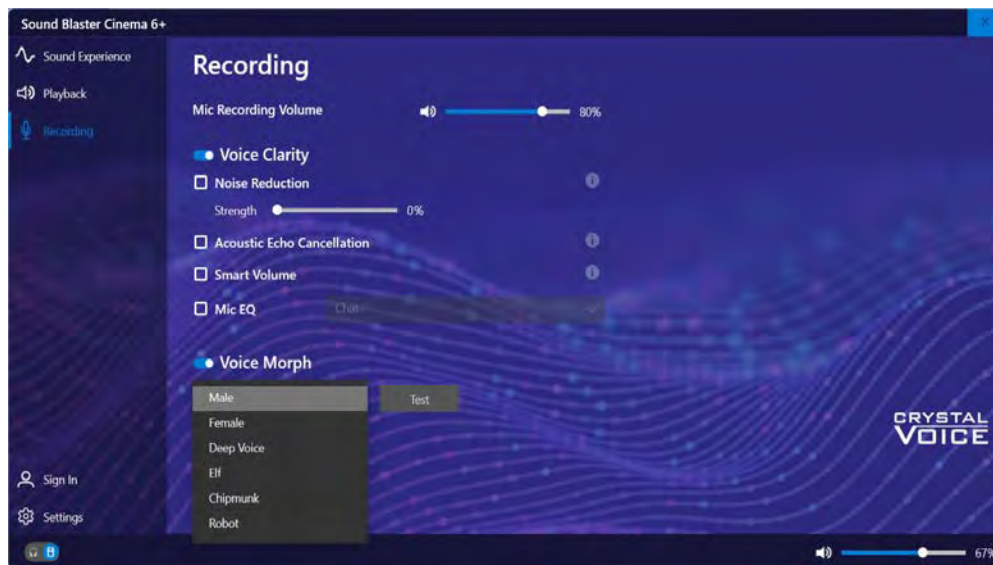 Sound Blaster Cinema 6+
Sound Experience
Playback
Recording
Sign In
Settings
Recording
Mic Recording Volume 80%
Voice Clarity
Noise Reduction
Strength 0%
Acoustic Echo Cancellation
Smart Volume
Mic EQ Chat
Voice Morph
Male Test
Female
Deep Voice
Elf
Chipmunk
Robot
CRYSTAL
VOICE
67%